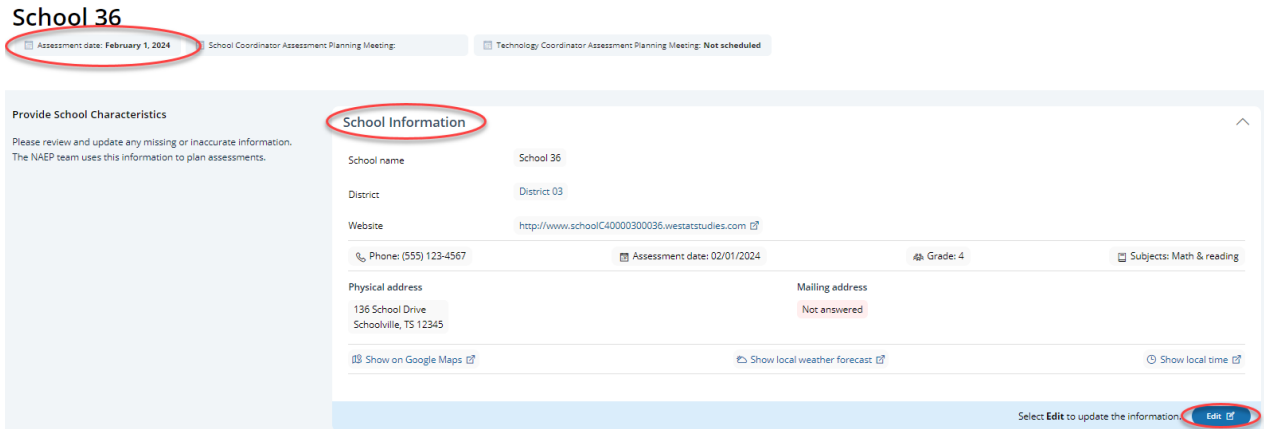 School 36
Assessment date: February 1, 2024
School Coordinator Assessment Planning Meeting:
Technology Coordinator Assessment Planning Meeting: Not scheduled
Provide School Characteristics
Please review and update any missing or inaccurate information.
The NAEP team uses this information to plan assessments.
School Information
School name School 36
District District 03
Website http://www.schoolC40000300036.westatstudies.com
Phone: (555) 123-4567 Assessment date: 02/01/2024 Grade: 4 Subjects: Math & reading
Physical address Mailing address
136 School Drive Not answered
Schoolville, TS 12345
Show on Google Maps Show local weather forecast Show local time
Select Edit to update the information. Edit